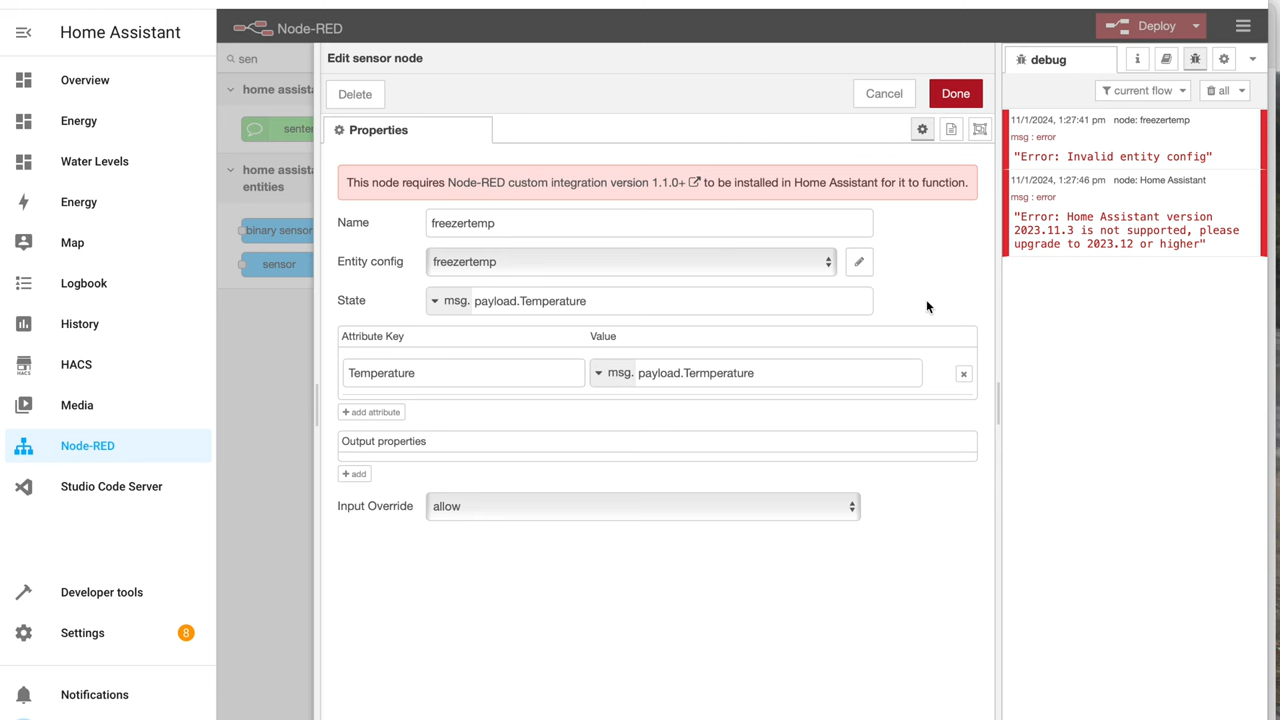 Home Assistant
Overview
Energy
Water Levels
Energy
Map
Logbook
History
HACS
HACS
Media
Node-RED
Studio Code Server
Developer tools
Settings
8
Notifications
Node-RED
Deploy
sen
home assista
senten
home assistant
entities
binary sensor
sensor
Edit sensor node
Delete
Cancel
Done
Properties
This node requires Node-RED custom integration version 1.1.0+ to be installed in Home Assistant for it to function.
Name
freezertemp
Entity config
freezertemp
State
msg. payload.Temperature
Attribute Key
Value
Temperature
msg. payload.Termperature
+ add attribute
Output properties
+ add
Input Override
allow
debug
current flow
all
11/1/2024, 1:27:41 pm node: freezertemp
msg : error
"Error: Invalid entity config"
11/1/2024, 1:27:46 pm node: Home Assistant
msg : error
"Error: Home Assistant version
2023.11.3 is not supported, please
upgrade to 2023.12 or higher"